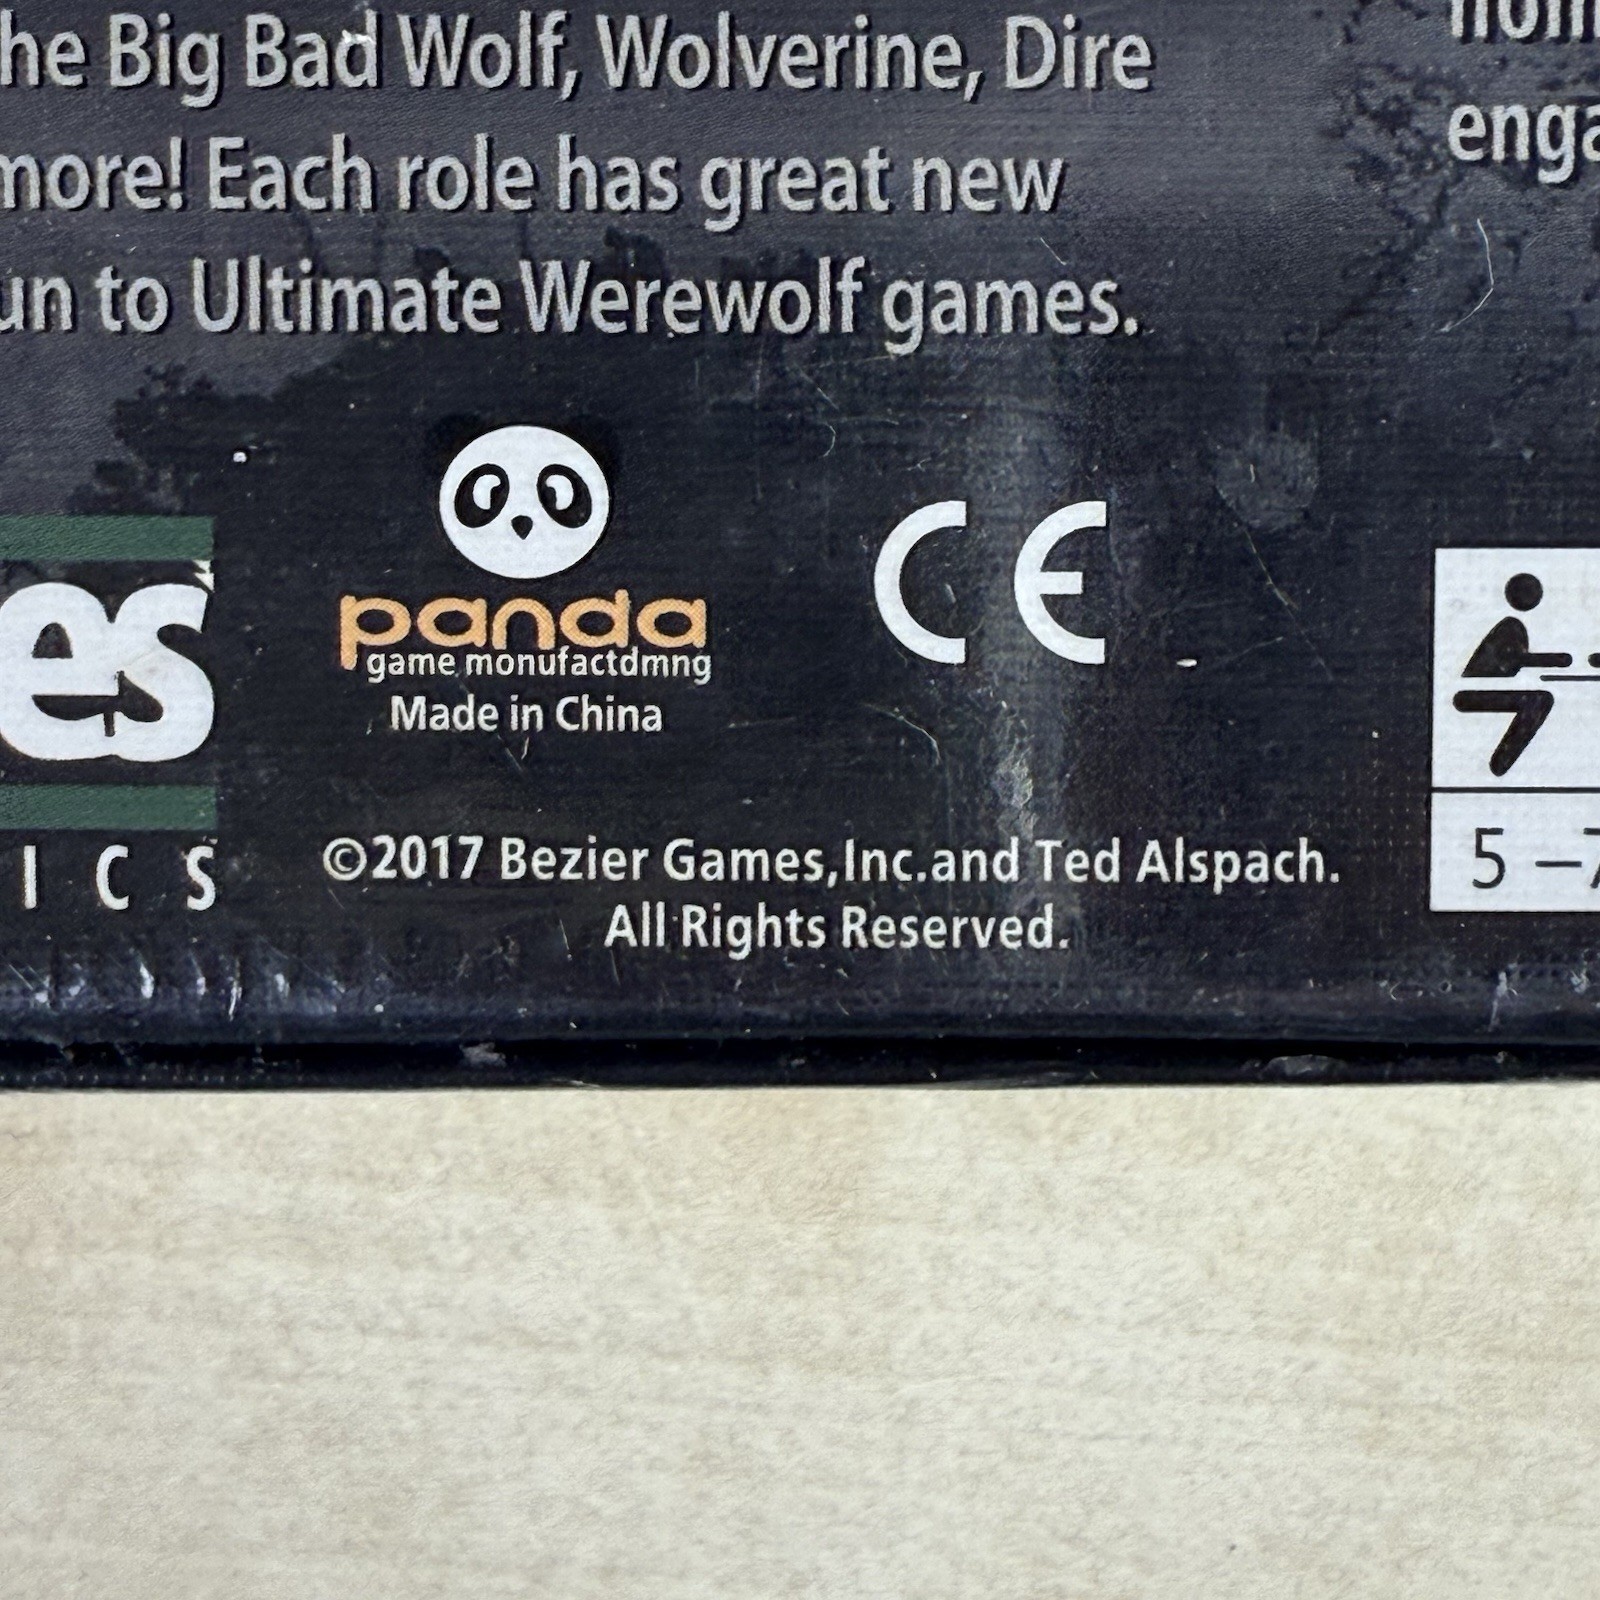 he Big Bad Wolf, Wolverine, Dire
more! Each role has great new
un to Ultimate Werewolf games.
enga
es
panda
game monufactdmng
Made in China
CE
ICS
5 – 7
©2017 Bezier Games,Inc.and Ted Alspach.
All Rights Reserved.